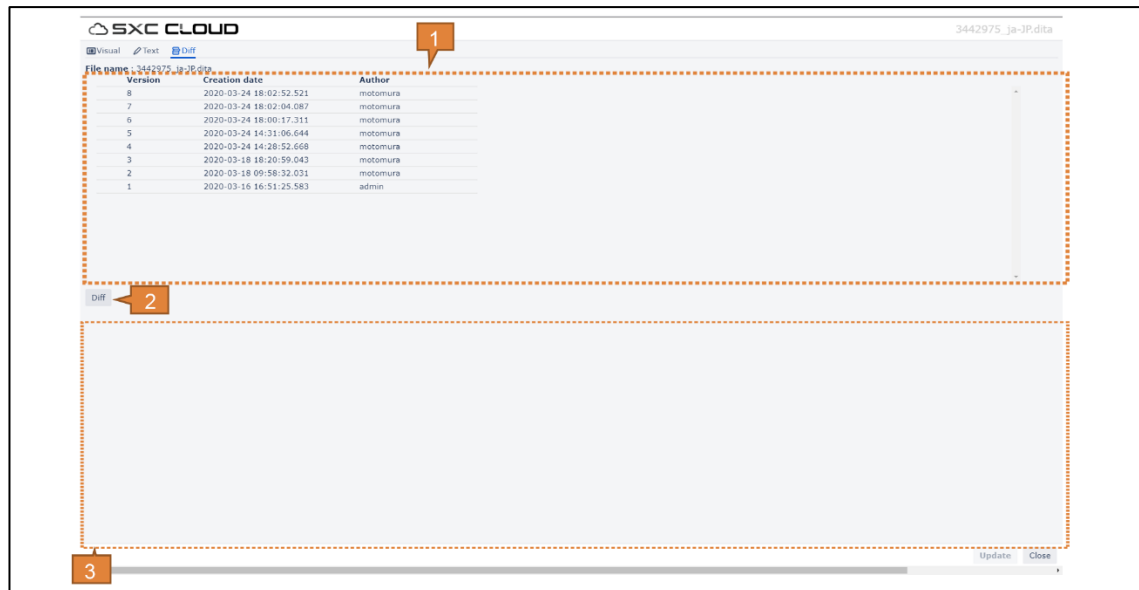 SXC CLOUD
3442975_ja-JP.dita
1
Visual Text Diff
File name : 3442975_ja-JP.dita
Version Creation date Author
8 2020-03-24 18:02:52.521 motomura
7 2020-03-24 18:02:04.087 motomura
6 2020-03-24 18:00:17.311 motomura
5 2020-03-24 14:31:06.644 motomura
4 2020-03-24 14:28:52.668 motomura
3 2020-03-18 18:20:59.043 motomura
2 2020-03-18 09:58:32.031 motomura
1 2020-03-16 16:51:25.583 admin
Diff
2
Update Close
3